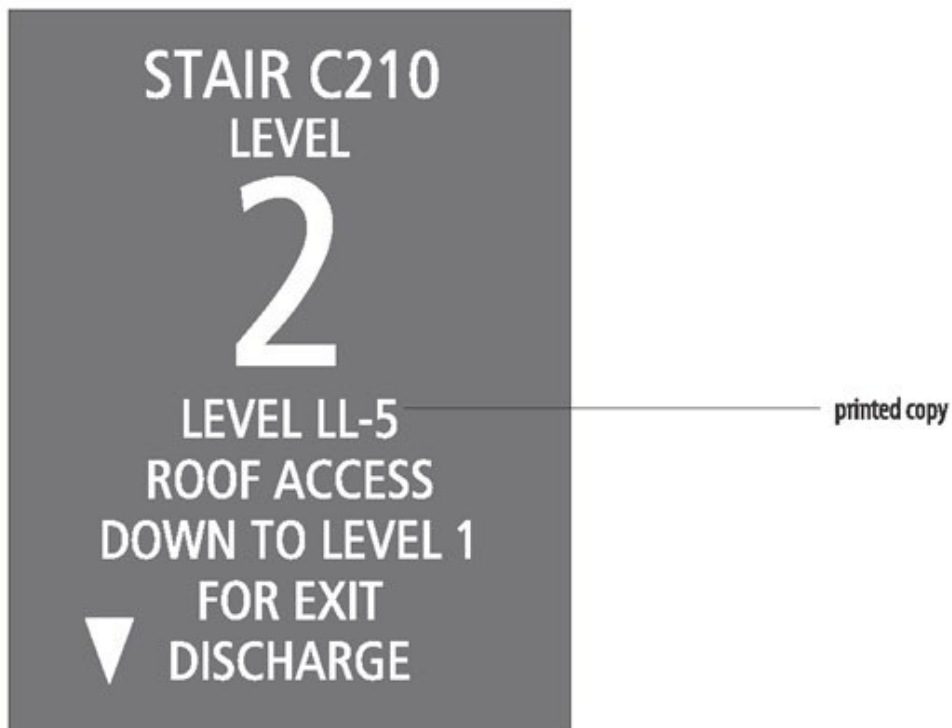 STAIR C210
LEVEL
2
LEVEL LL-5
printed copy
ROOF ACCESS
DOWN TO LEVEL 1
FOR EXIT
DISCHARGE